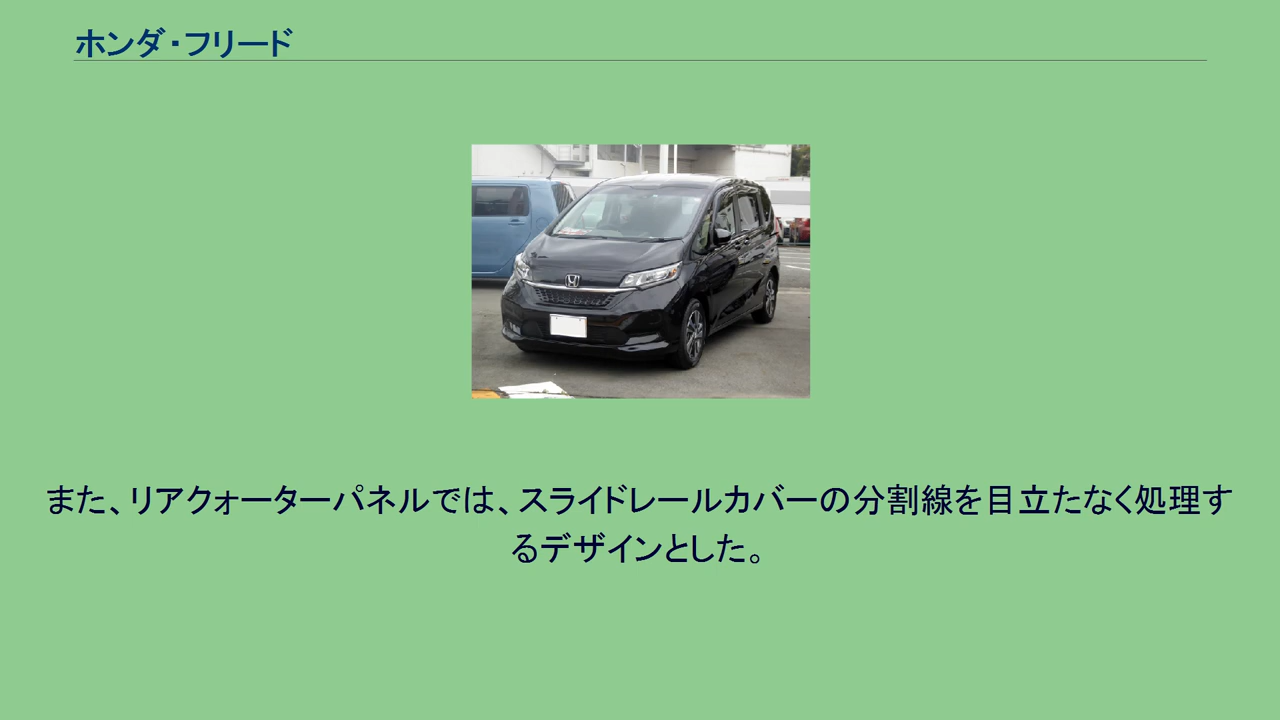 ホンダ・フリード
また、リアクォーターパネルでは、スライドレールカバーの分割線を目立たなく処理す
るデザインとした。